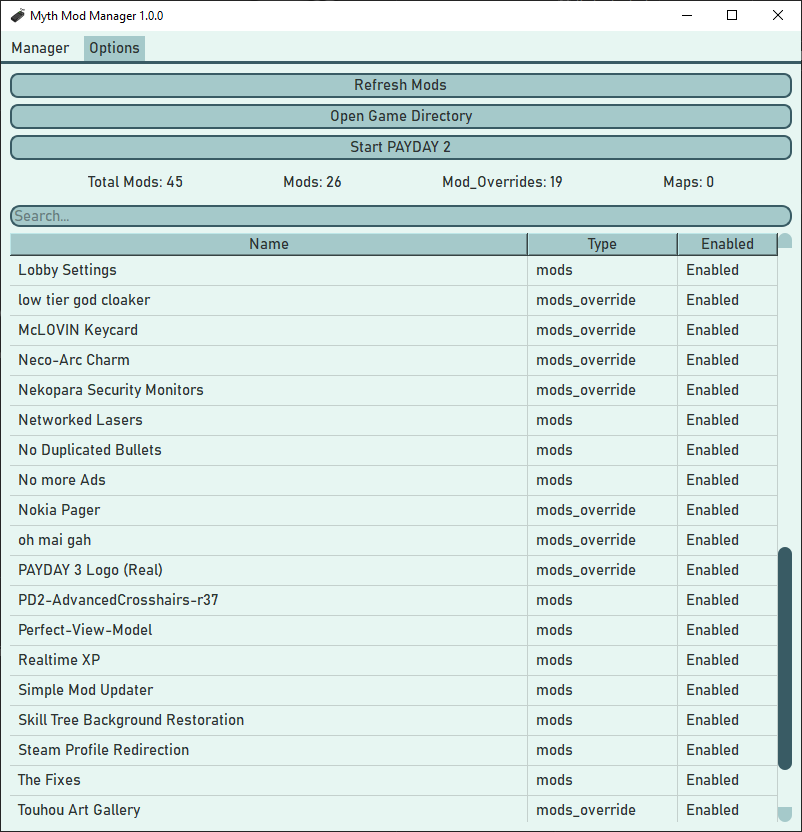 Myth Mod Manager 1.0.0
Manager Options
Refresh Mods
Open Game Directory
Start PAYDAY 2
Total Mods: 45 Mods: 26 Mod_Overrides: 19 Maps: 0
Search...
Name Type Enabled
Lobby Settings mods Enabled
low tier god cloaker mods_override Enabled
McLOVIN Keycard mods_override Enabled
Neco-Arc Charm mods_override Enabled
Nekopara Security Monitors mods_override Enabled
Networked Lasers mods Enabled
No Duplicated Bullets mods Enabled
No more Ads mods Enabled
Nokia Pager mods_override Enabled
oh mai gah mods_override Enabled
PAYDAY 3 Logo (Real) mods_override Enabled
PD2-AdvancedCrosshairs-r37 mods Enabled
Perfect-View-Model mods Enabled
Realtime XP mods Enabled
Simple Mod Updater mods Enabled
Skill Tree Background Restoration mods Enabled
Steam Profile Redirection mods Enabled
The Fixes mods Enabled
Touhou Art Gallery mods_override Enabled